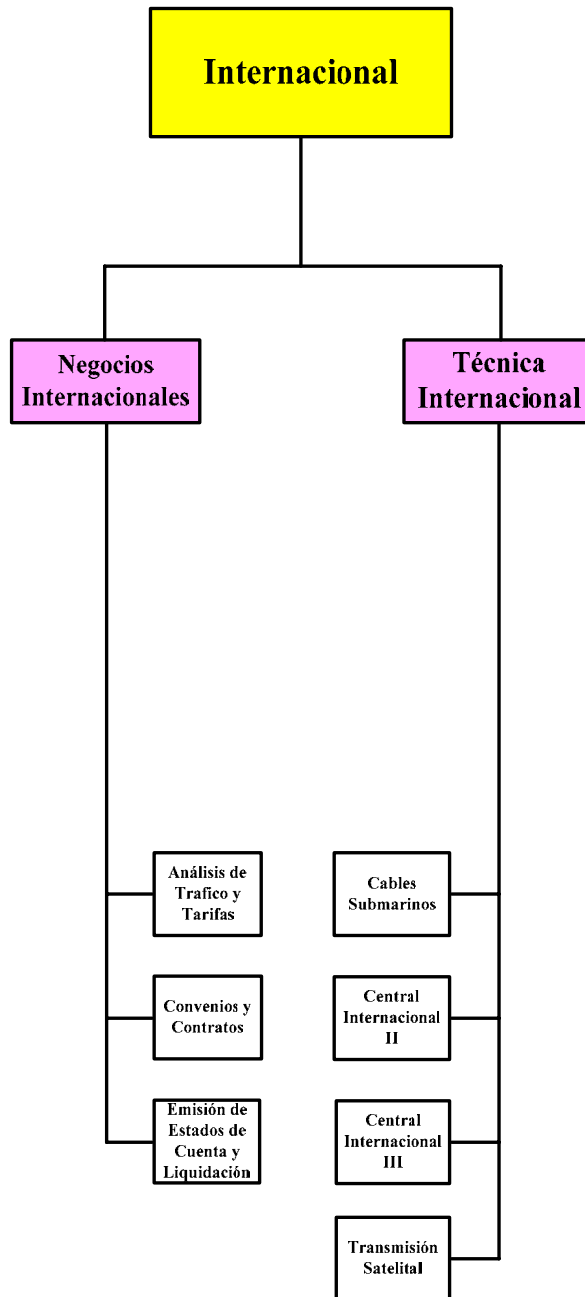 Internacional
Negocios
Internacionales
Técnica
Internacional
Análisis de
Trafico y
Tarifas
Cables
Submarinos
Convenios y
Contratos
Central
Internacional
II
Emisión de
Estados de
Cuenta y
Liquidación
Central
Internacional
III
Transmisión
Satelital